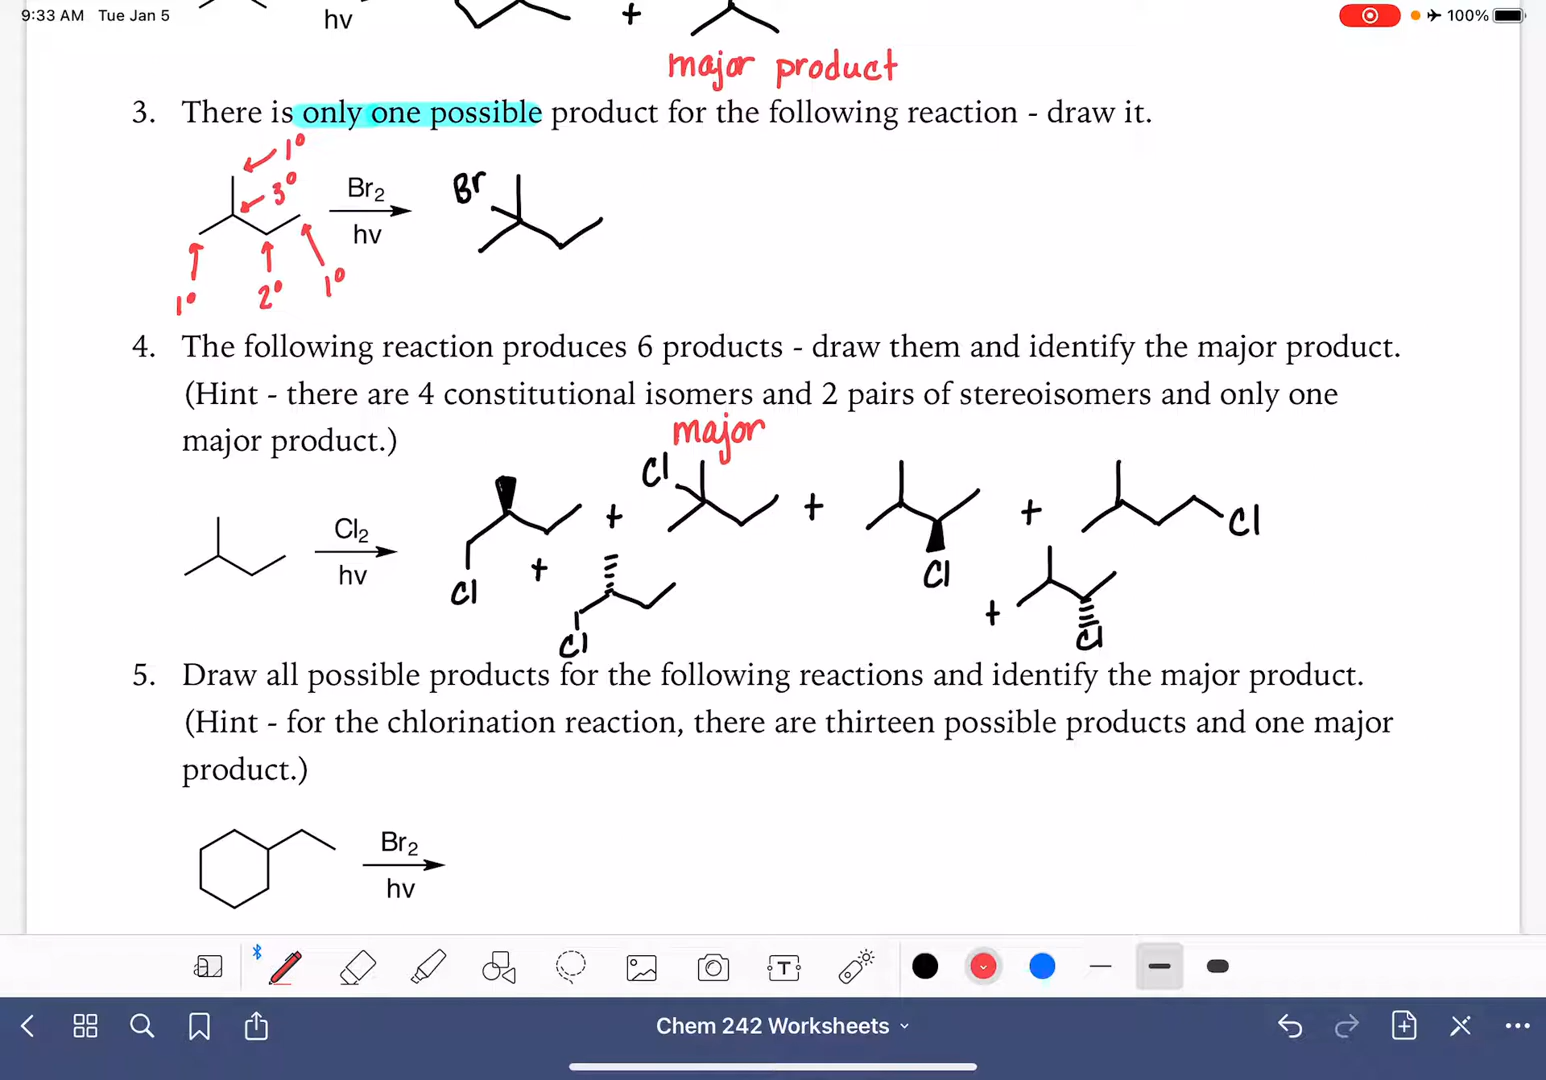 9:33 AM Tue Jan 5
100%
hv
+
major product
3. There is only one possible product for the following reaction - draw it.
1°
3°
Br2
hv
Br
1°
2°
1°
4. The following reaction produces 6 products - draw them and identify the major product.
(Hint - there are 4 constitutional isomers and 2 pairs of stereoisomers and only one
major product.)
major
Cl2
hv
Cl
+
Cl
+
Cl
+
Cl
+
Cl
+
Cl
5. Draw all possible products for the following reactions and identify the major product.
(Hint - for the chlorination reaction, there are thirteen possible products and one major
product.)
Br2
hv
T
Chem 242 Worksheets